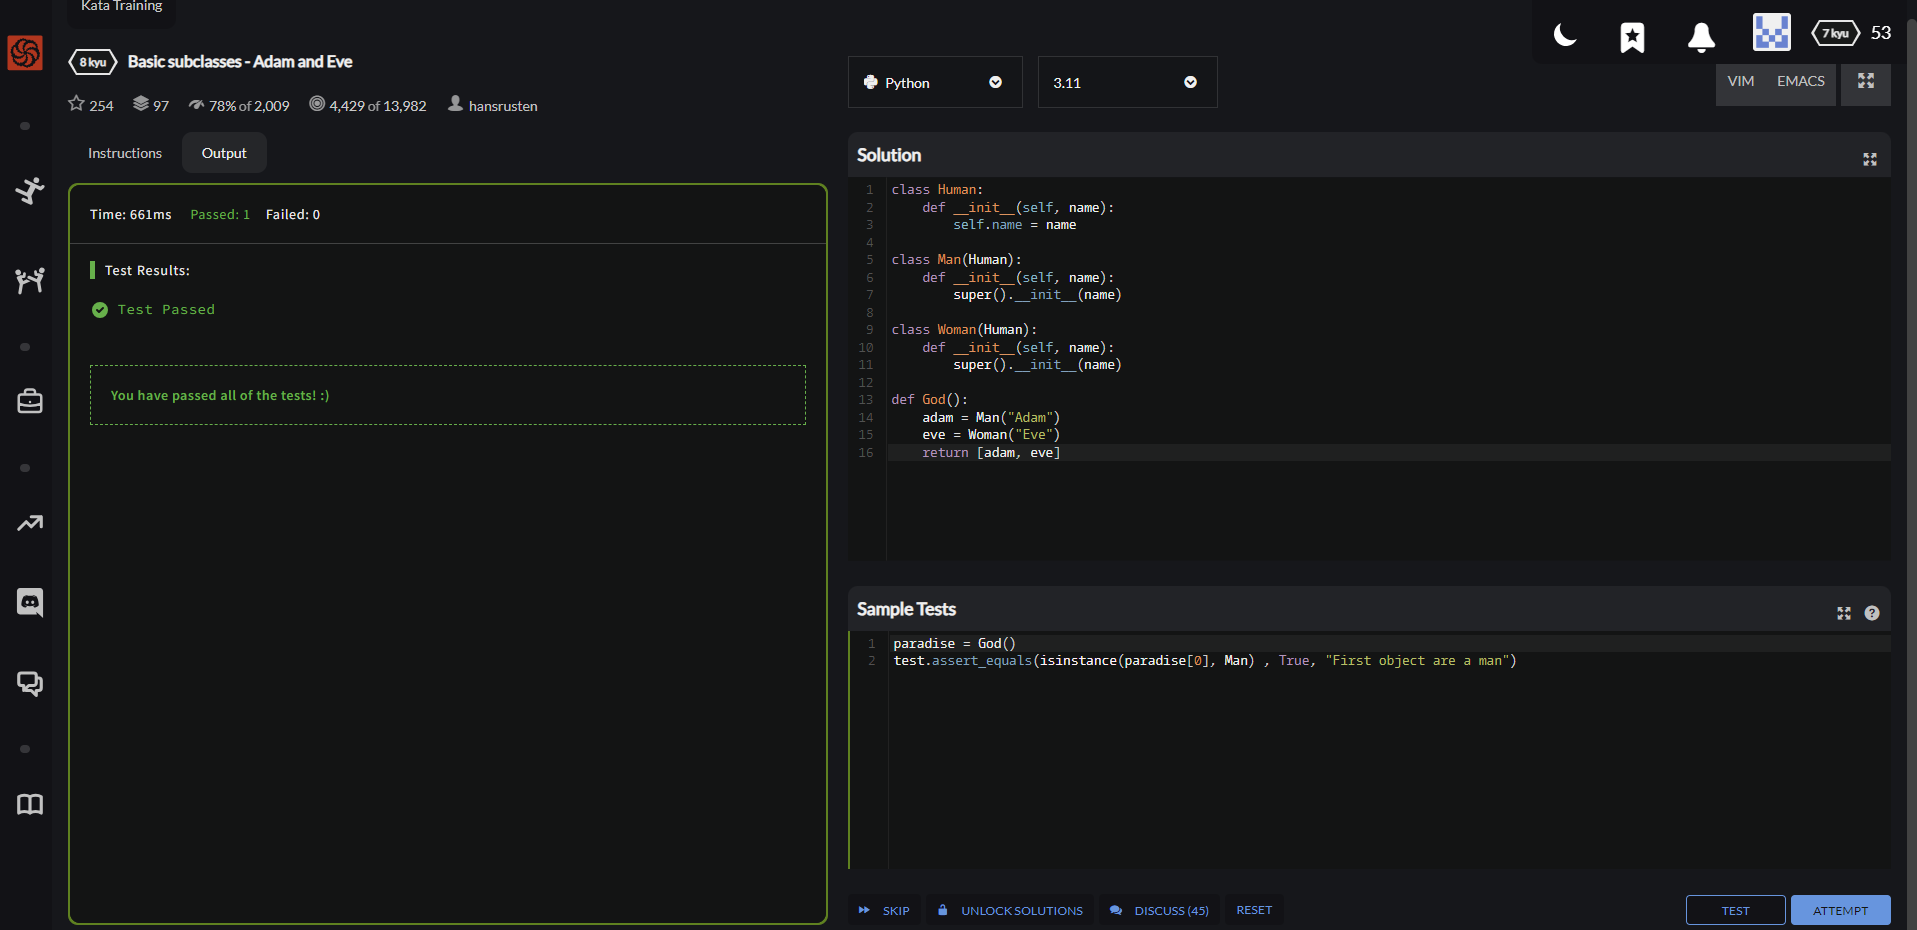 Kata Training
8 kyu Basic subclasses - Adam and Eve
254 97 78% of 2,009 4,429 of 13,982 hansrusten
Instructions Output
Time: 661ms Passed: 1 Failed: 0
Test Results:
Test Passed
You have passed all of the tests! :)
7 kyu 53
Python 3.11
VIM EMACS
Solution
1 class Human:
2 def __init__(self, name):
3 self.name = name
4
5 class Man(Human):
6 def __init__(self, name):
7 super().__init__(name)
8
9 class Woman(Human):
10 def __init__(self, name):
11 super().__init__(name)
12
13 def God():
14 adam = Man("Adam")
15 eve = Woman("Eve")
16 return [adam, eve]
Sample Tests
?
1 paradise = God()
2 test.assert_equals(isinstance(paradise[0], Man) , True, "First object are a man")
SKIP UNLOCK SOLUTIONS DISCUSS (45) RESET TEST ATTEMPT